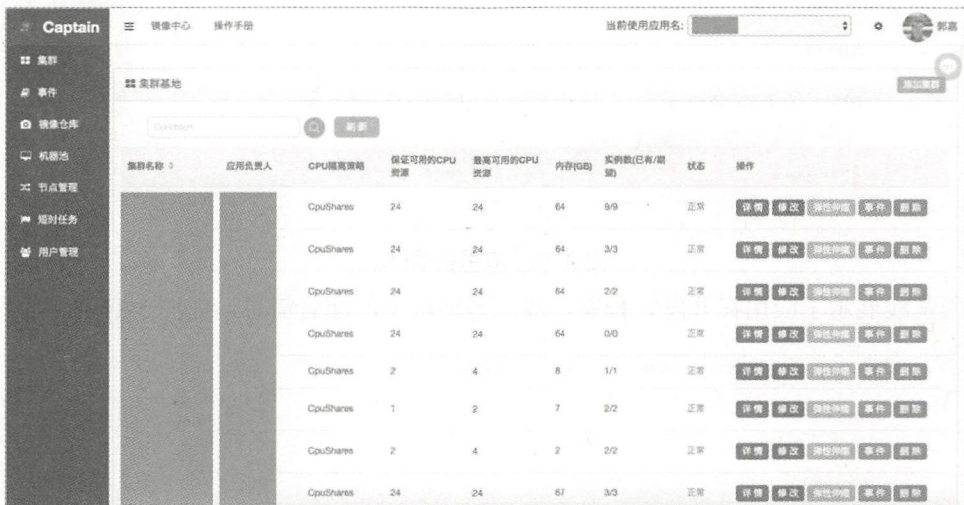 Captain 镜像中心 操作手册 当前使用应用名: 郭嘉
集群
事件
镜像仓库
机器池
节点管理
短时任务
用户管理
集群基地 添加集群
刷新
集群名称 应用负责人 CPU隔离策略 保证可用的CPU资源 最高可用的CPU资源 内存(GB) 实例数(已有/期望) 状态 操作
CpuShares 24 24 64 9/9 正常 详情 修改 弹性伸缩 事件 删除
CpuShares 24 24 64 3/3 正常 详情 修改 弹性伸缩 事件 删除
CpuShares 24 24 64 2/2 正常 详情 修改 弹性伸缩 事件 删除
CpuShares 24 24 64 0/0 正常 详情 修改 弹性伸缩 事件 删除
CpuShares 2 4 8 1/1 正常 详情 修改 弹性伸缩 事件 删除
CpuShares 1 2 7 2/2 正常 详情 修改 弹性伸缩 事件 删除
CpuShares 2 4 2 2/2 正常 详情 修改 弹性伸缩 事件 删除
CpuShares 24 24 67 3/3 正常 详情 修改 弹性伸缩 事件 删除